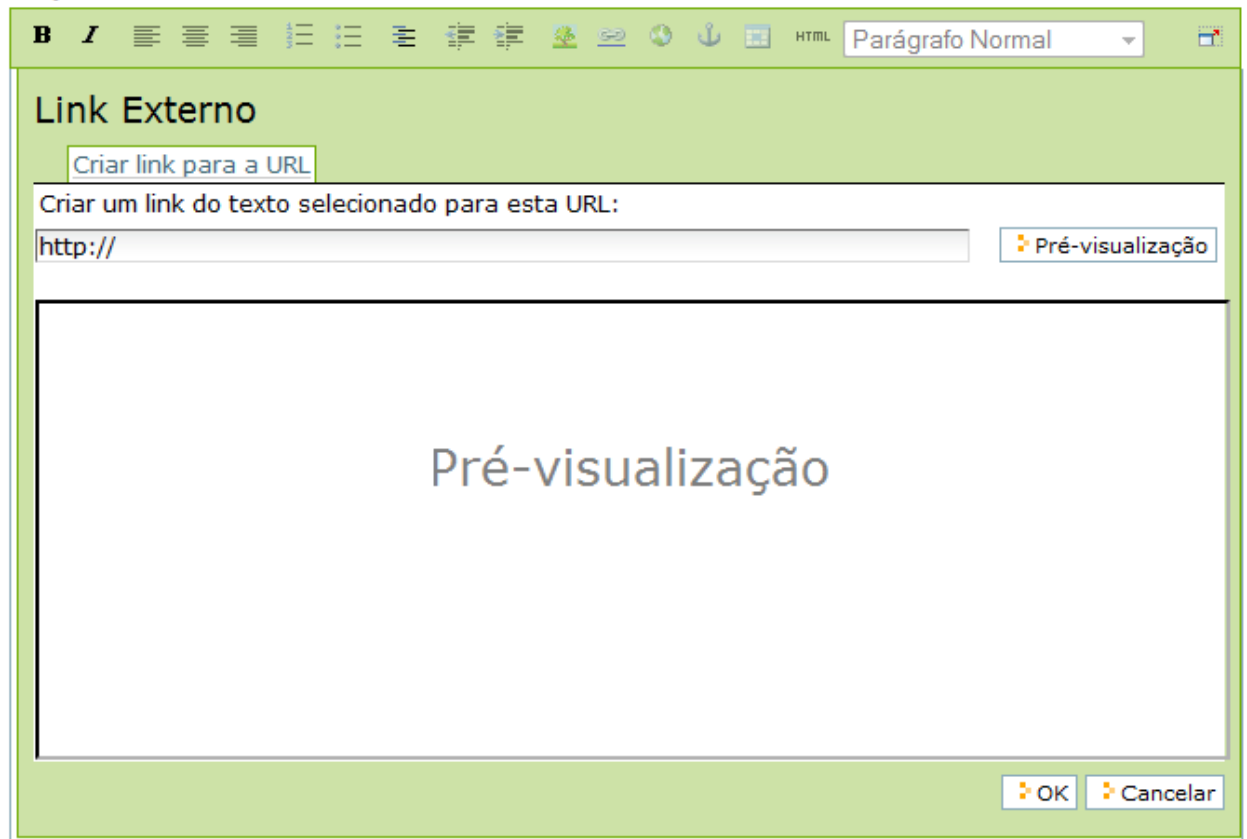 B I HTML Parágrafo Normal
Link Externo
Criar link para a URL
Criar um link do texto selecionado para esta URL:
http:// Pré-visualização
Pré-visualização
OK Cancelar